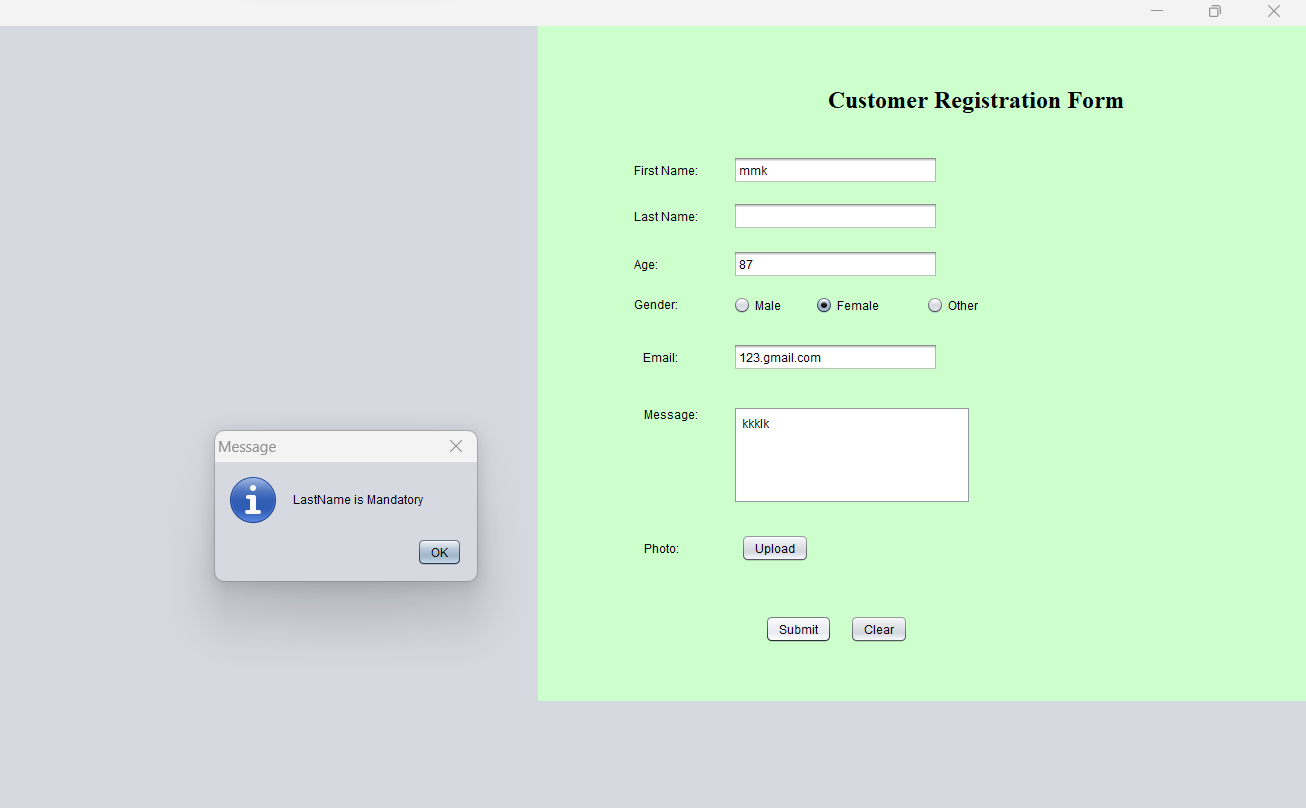 Customer Registration Form
First Name: mmk
Last Name:
Age: 87
Gender: Male Female Other
Email: 123.gmail.com
Message: kkklk
Message
LastName is Mandatory
OK
Photo: Upload
Submit Clear